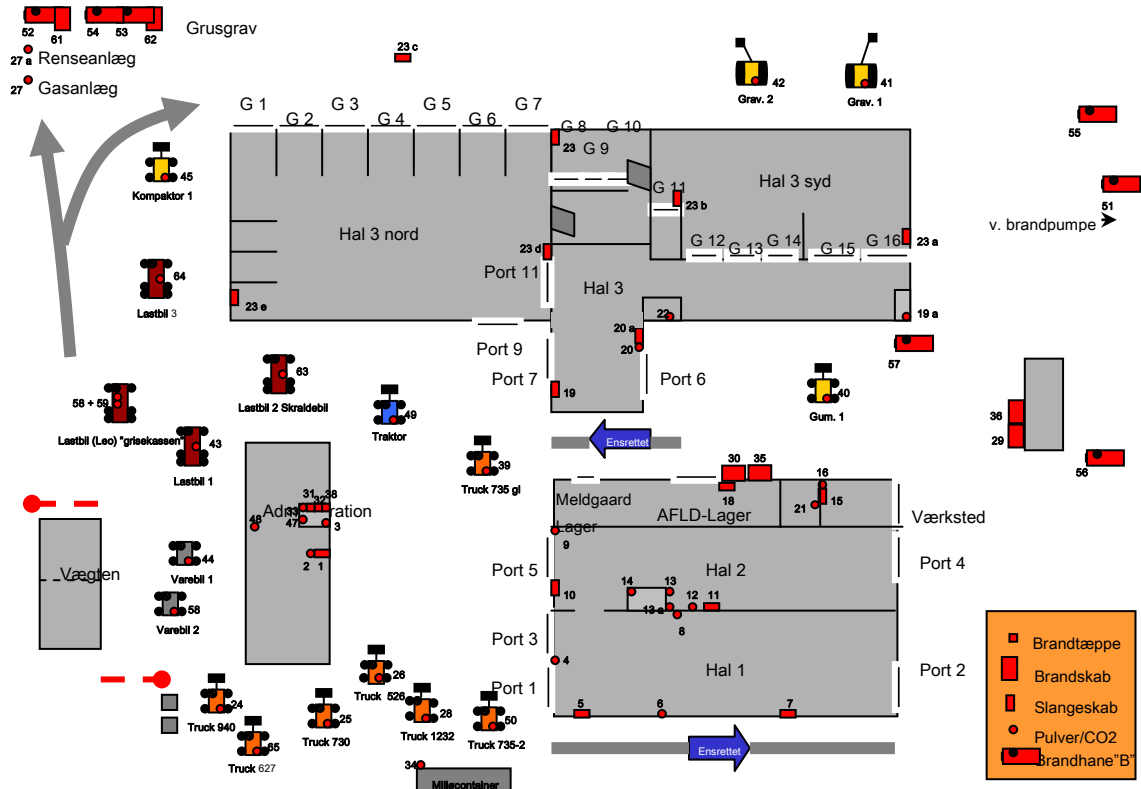 52
61
54
53
62
Grusgrav
27 a
Renseanlæg
27
Gasanlæg
23 c
42
Grav. 2
41
Grav. 1
55
51
v. brandpumpe
G 1
G 2
G 3
G 4
G 5
G 6
G 7
G 8
G 10
23
G 9
G 11
23 b
Hal 3 syd
G 12
G 13
G 14
G 15
G 16
23 a
45
Kompaktor 1
Hal 3 nord
23 d
Port 11
Hal 3
64
Lastbil 3
23 e
22
19 a
20 a
20
Port 9
Port 7
19
Port 6
57
63
Lastbil 2 Skraldebil
58 + 59
Lastbil (Leo) "grisekassen"
49
Traktor
40
Gum. 1
36
29
56
43
Lastbil 1
39
Truck 735 gl
Ensrettet
30
35
18
16
15
21
Meldgaard
Lager
AFLD-Lager
Værksted
31
32
38
33
47
48
3
Administration
2
1
9
Port 5
10
Hal 2
Port 4
14
13
13 a
12
11
8
Vægten
44
Varebil 1
58
Varebil 2
Port 3
4
Hal 1
Port 2
Port 1
5
6
7
24
Truck 940
65
Truck 627
25
Truck 730
26
Truck 526
28
Truck 1232
50
Truck 735-2
34
Miljøcontainer
Ensrettet
Brandtæppe
Brandskab
Slangeskab
Pulver/CO2
Brandhane"B"